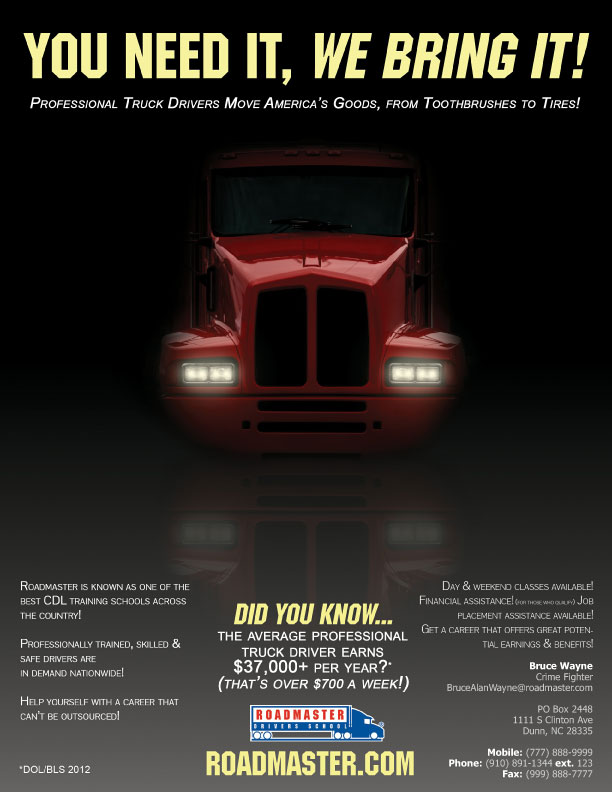 YOU NEED IT, WE BRING IT!
PROFESSIONAL TRUCK DRIVERS MOVE AMERICA'S GOODS, FROM TOOTHBRUSHES TO TIRES!
ROADMASTER IS KNOWN AS ONE OF THE
BEST CDL TRAINING SCHOOLS ACROSS
THE COUNTRY!
PROFESSIONALLY TRAINED, SKILLED &
SAFE DRIVERS ARE
IN DEMAND NATIONWIDE!
HELP YOURSELF WITH A CAREER THAT
CAN'T BE OUTSOURCED!
*DOL/BLS 2012
DID YOU KNOW...
THE AVERAGE PROFESSIONAL
TRUCK DRIVER EARNS
$37,000+ PER YEAR?*
(THAT'S OVER $700 A WEEK!)
ROADMASTER
DRIVERS SCHOOL
ROADMASTER.COM
DAY & WEEKEND CLASSES AVAILABLE!
FINANCIAL ASSISTANCE! (FOR THOSE WHO QUALIFY) JOB
PLACEMENT ASSISTANCE AVAILABLE!
GET A CAREER THAT OFFERS GREAT POTEN-
TIAL EARNINGS & BENEFITS!
Bruce Wayne
Crime Fighter
BruceAlanWayne@roadmaster.com
PO Box 2448
1111 S Clinton Ave
Dunn, NC 28335
Mobile: (777) 888-9999
Phone: (910) 891-1344 ext. 123
Fax: (999) 888-7777